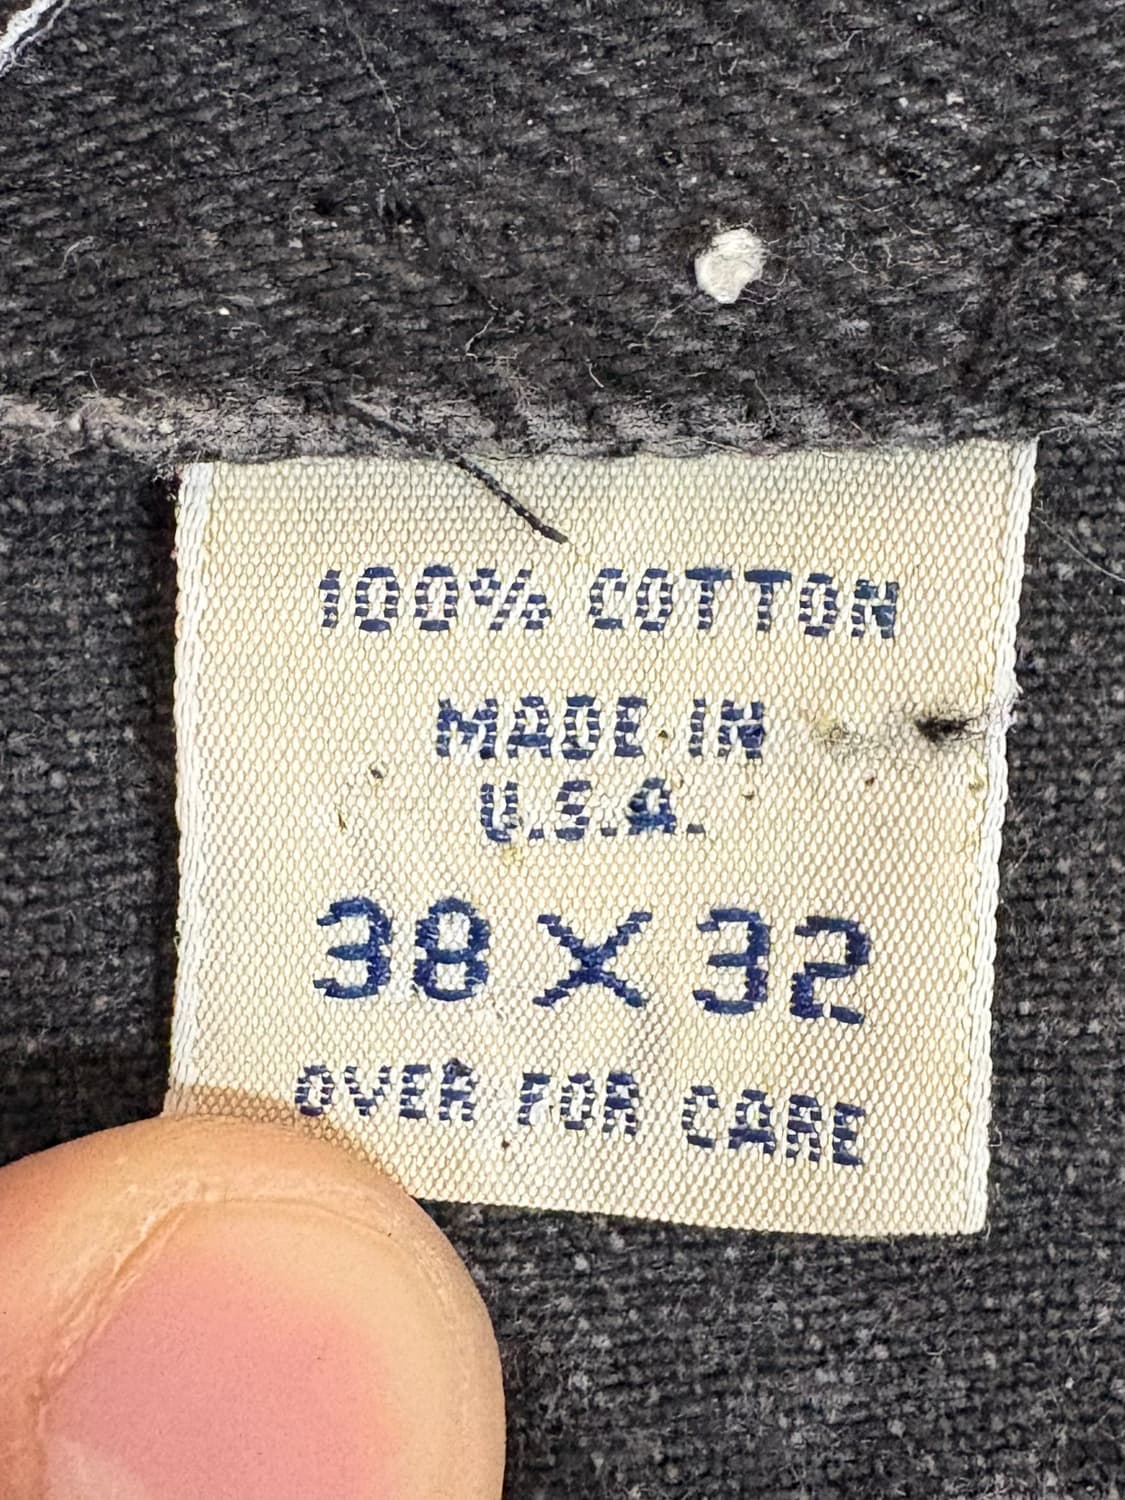 100% COTTON
MADE IN
U.S.A.
38 X 32
OVER FOR CARE